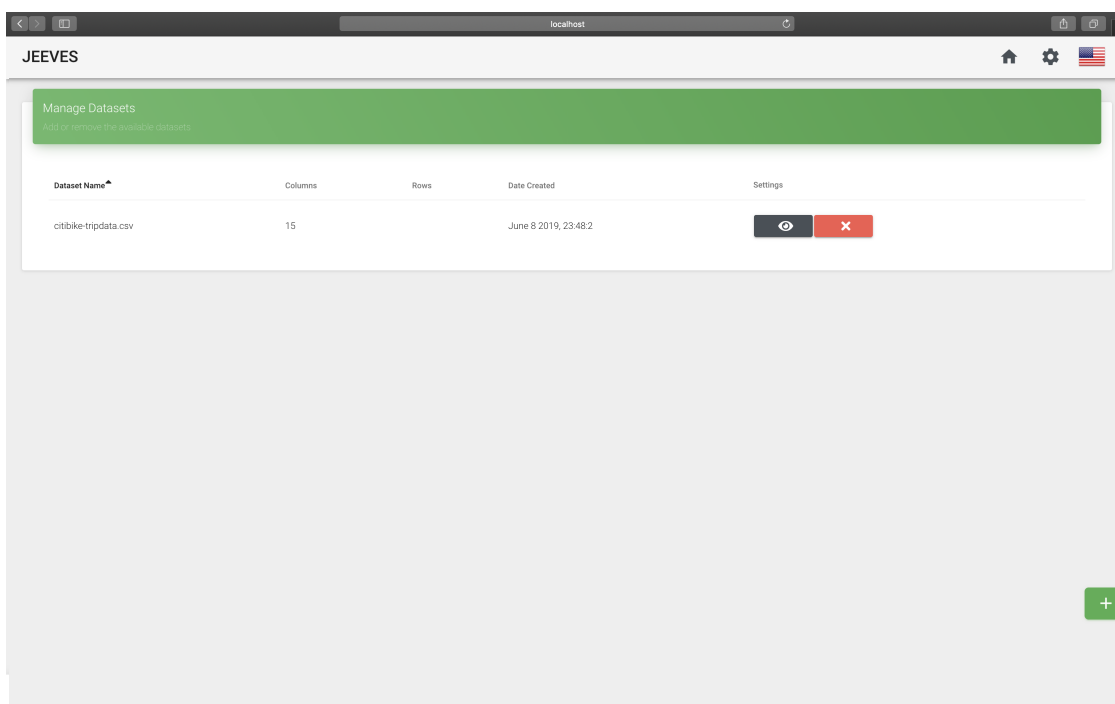 localhost
JEEVES
Manage Datasets
Add or remove the available datasets
Dataset Name Columns Rows Date Created Settings
citibike-tripdata.csv 15 June 8 2019, 23:48:2